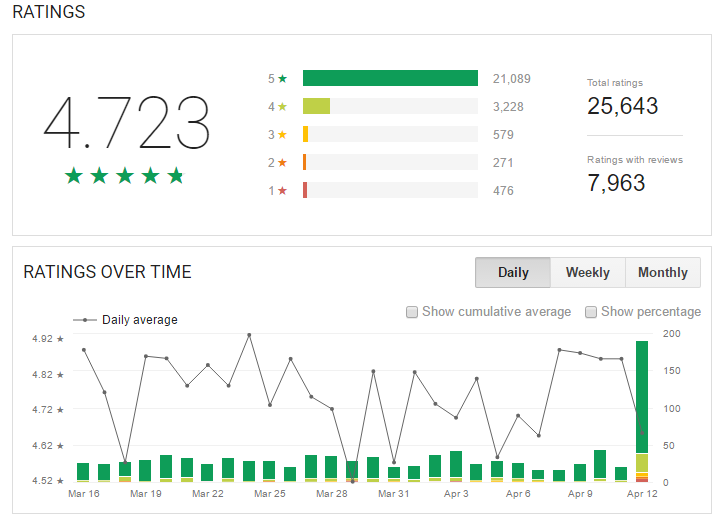 RATINGS
4.723
5 ★ 21,089
4 ★ 3,228
3 ★ 579
2 ★ 271
1 ★ 476
Total ratings
25,643
Ratings with reviews
7,963
RATINGS OVER TIME
Daily Weekly Monthly
Show cumulative average Show percentage
Daily average
4.92 ★ 200
4.82 ★ 150
4.72 ★ 100
4.62 ★ 50
4.52 ★ 0
Mar 16 Mar 19 Mar 22 Mar 25 Mar 28 Mar 31 Apr 3 Apr 6 Apr 9 Apr 12